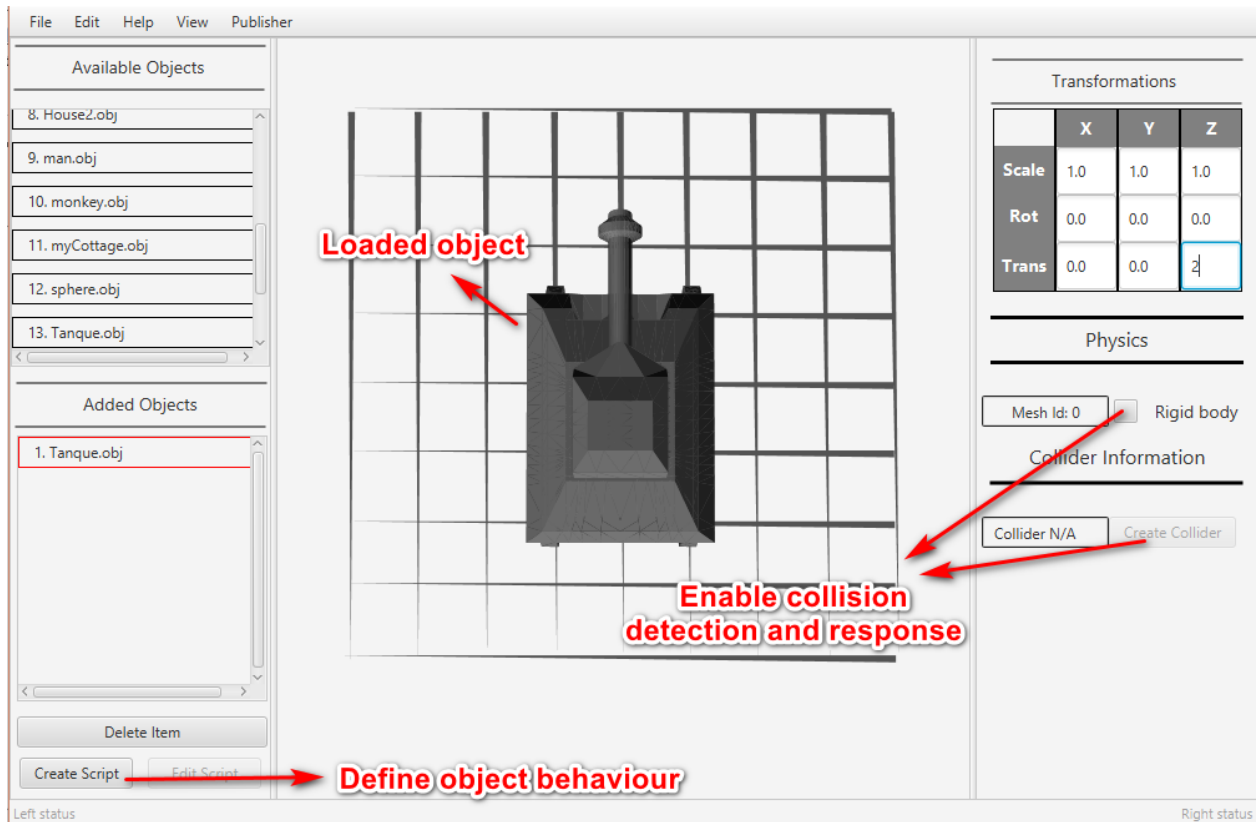 File Edit Help View Publisher
Available Objects
8. House2.obj
9. man.obj
10. monkey.obj
11. myCottage.obj
12. sphere.obj
13. Tanque.obj
Added Objects
1. Tanque.obj
Delete Item
Create Script Edit Script
Left status
Loaded object
Enable collision
detection and response
Define object behaviour
Transformations
X Y Z
Scale 1.0 1.0 1.0
Rot 0.0 0.0 0.0
Trans 0.0 0.0 2
Physics
Mesh Id: 0 Rigid body
Collider Information
Collider N/A Create Collider
Right status